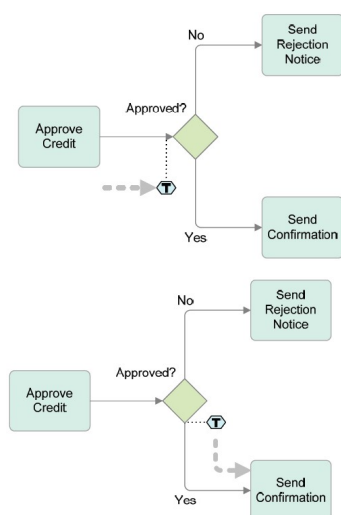 No
Send
Rejection
Notice
Approved?
Approve
Credit
T
Yes
Send
Confirmation
No
Send
Rejection
Notice
Approved?
Approve
Credit
T
Yes
Send
Confirmation